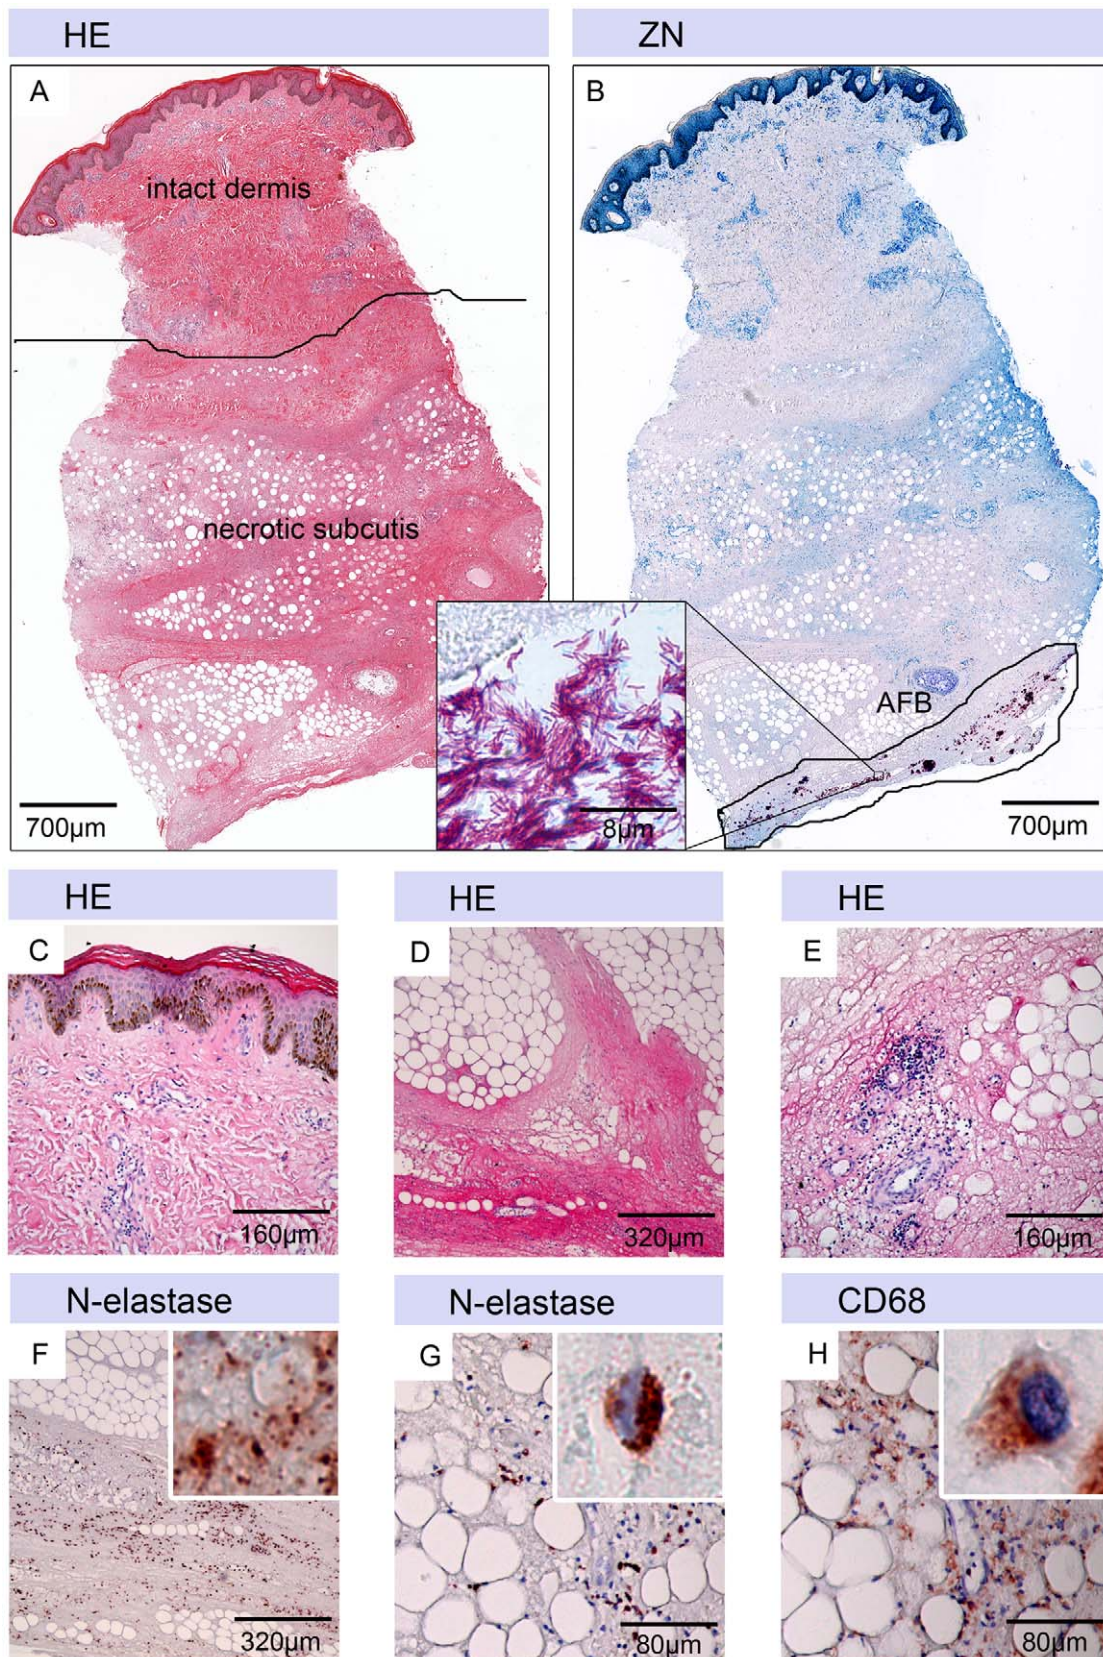 HE
ZN
A
B
intact dermis
necrotic subcutis
AFB
700µm
8µm
700µm
HE
HE
HE
C
D
E
160µm
320µm
160µm
N-elastase
N-elastase
CD68
F
G
H
320µm
80µm
80µm